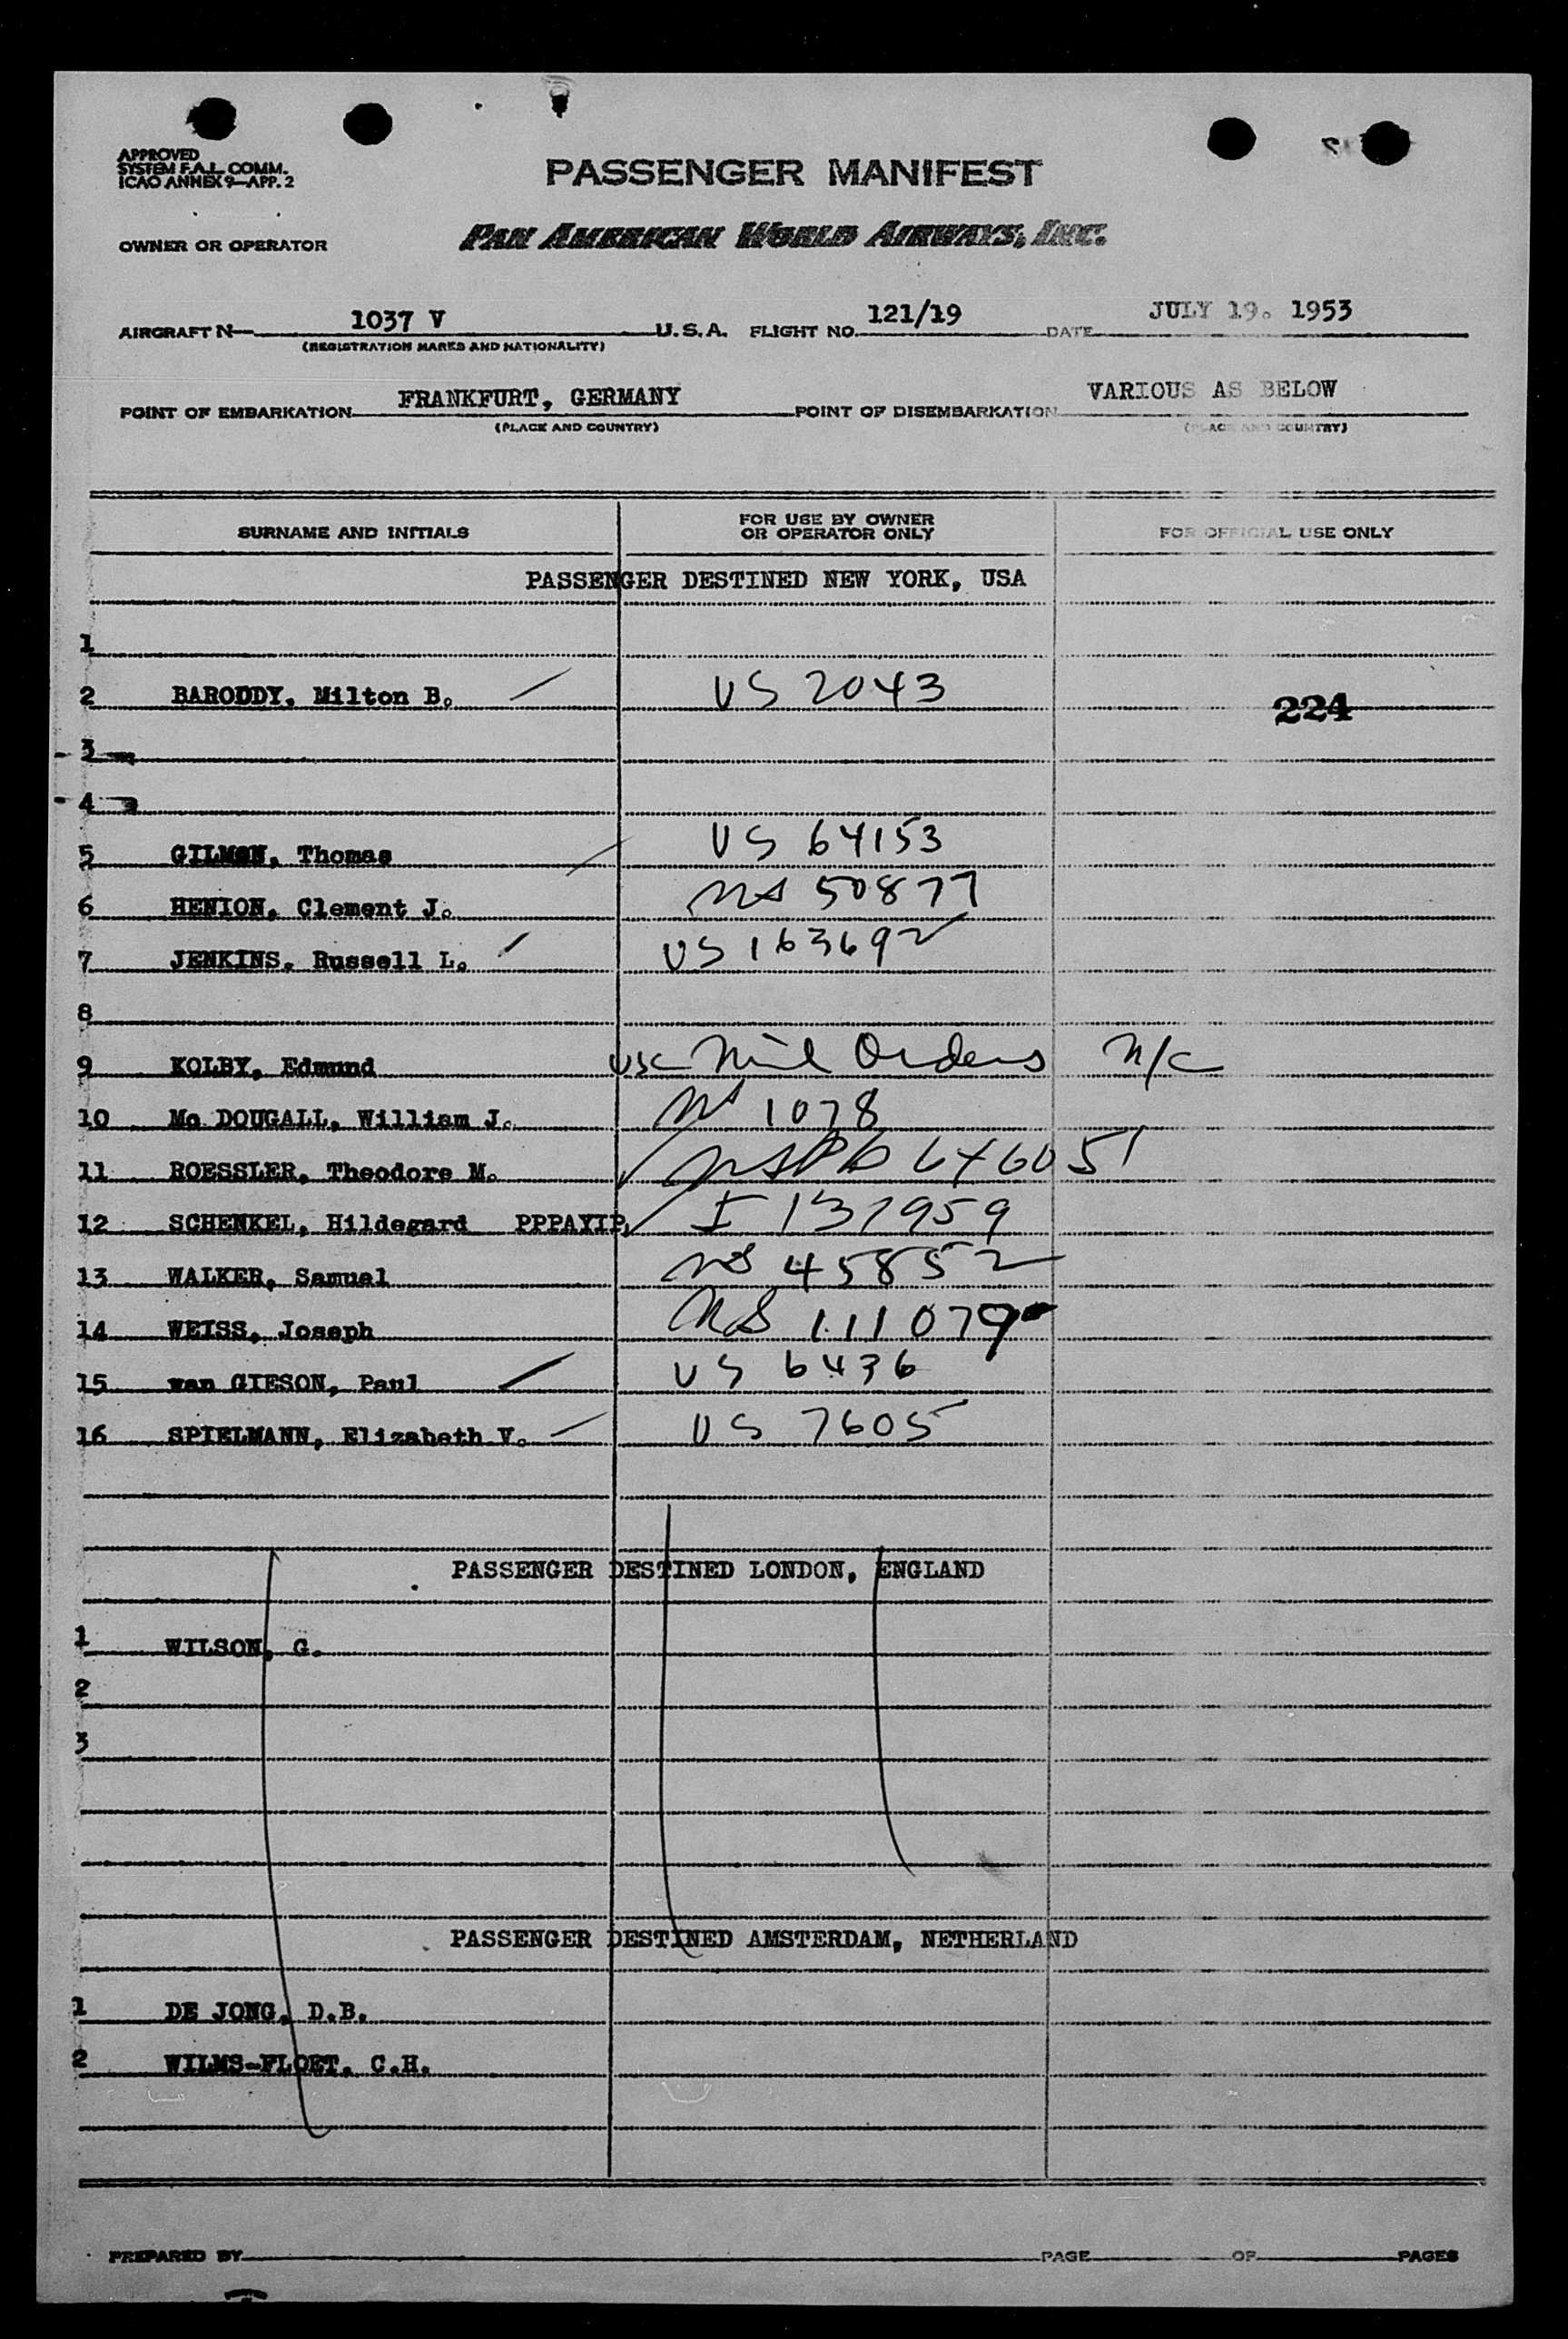 APPROVED
SYSTEM F.A.L. COMM.
ICAO ANNEX 9—APP. 2
PASSENGER MANIFEST
OWNER OR OPERATOR PAN AMERICAN WORLD AIRWAYS, INC.
AIRCRAFT N— 1037 V U.S.A. FLIGHT NO. 121/19 DATE JULY 19. 1953
(REGISTRATION MARKS AND NATIONALITY)
POINT OF EMBARKATION FRANKFURT, GERMANY POINT OF DISEMBARKATION VARIOUS AS BELOW
(PLACE AND COUNTRY) (PLACE AND COUNTRY)
SURNAME AND INITIALS FOR USE BY OWNER OR OPERATOR ONLY FOR OFFICIAL USE ONLY
PASSENGER DESTINED NEW YORK, USA
1
2 BARODDY, Milton B. US 2043 224
3
4
5 GILMON, Thomas US 64153
6 HENION, Clement J. US 50877
7 JENKINS, Russell L. US 163692
8
9 KOLBY, Edmund USC Mil Orders N/C
10 Mc DOUGALL, William J. US 1078
11 ROESSLER, Theodore M. 646051
12 SCHENKEL, Hildegard PPPAYIP. I 137959
13 WALKER, Samuel US 45852
14 WEISS, Joseph US 111079
15 van GIESON, Paul US 6436
16 SPIELMANN, Elizabeth V. US 7605
PASSENGER DESTINED LONDON, ENGLAND
1 WILSON, G.
2
3
PASSENGER DESTINED AMSTERDAM, NETHERLAND
1 DE JONG, D.B.
2 WILMS-FLOET, C.H.
PREPARED BY PAGE OF PAGES